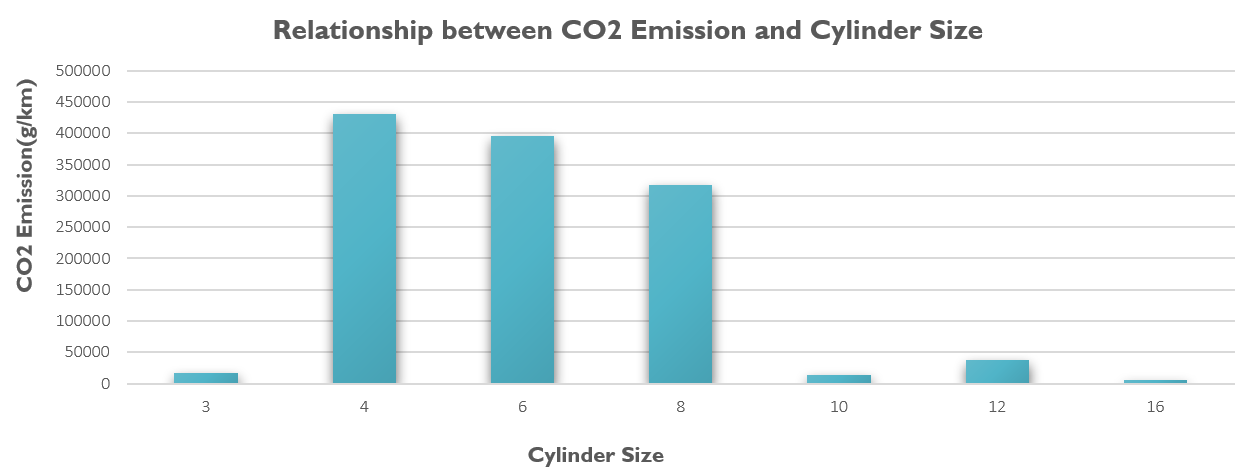 Relationship between CO2 Emission and Cylinder Size
CO2 Emission(g/km)
500000
450000
400000
350000
300000
250000
200000
150000
100000
50000
0
3 4 6 8 10 12 16
Cylinder Size